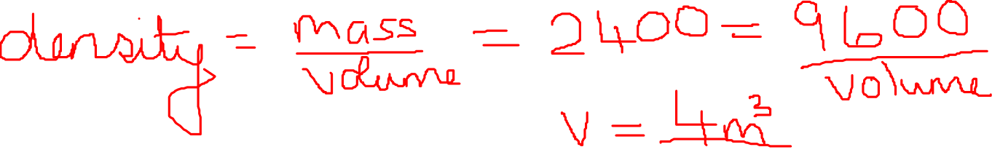 density = mass/volume = 2400 = 9600/volume
V = 4m³